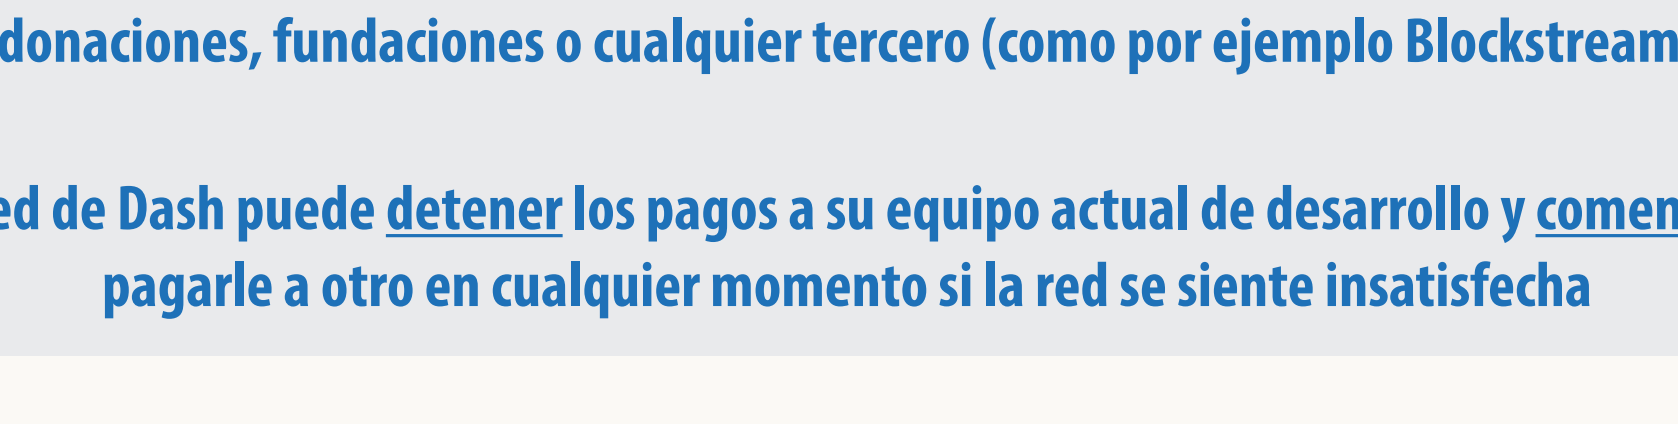 donaciones, fundaciones o cualquier tercero (como por ejemplo Blockstream
ed de Dash puede detener los pagos a su equipo actual de desarrollo y comen
pagarle a otro en cualquier momento si la red se siente insatisfecha